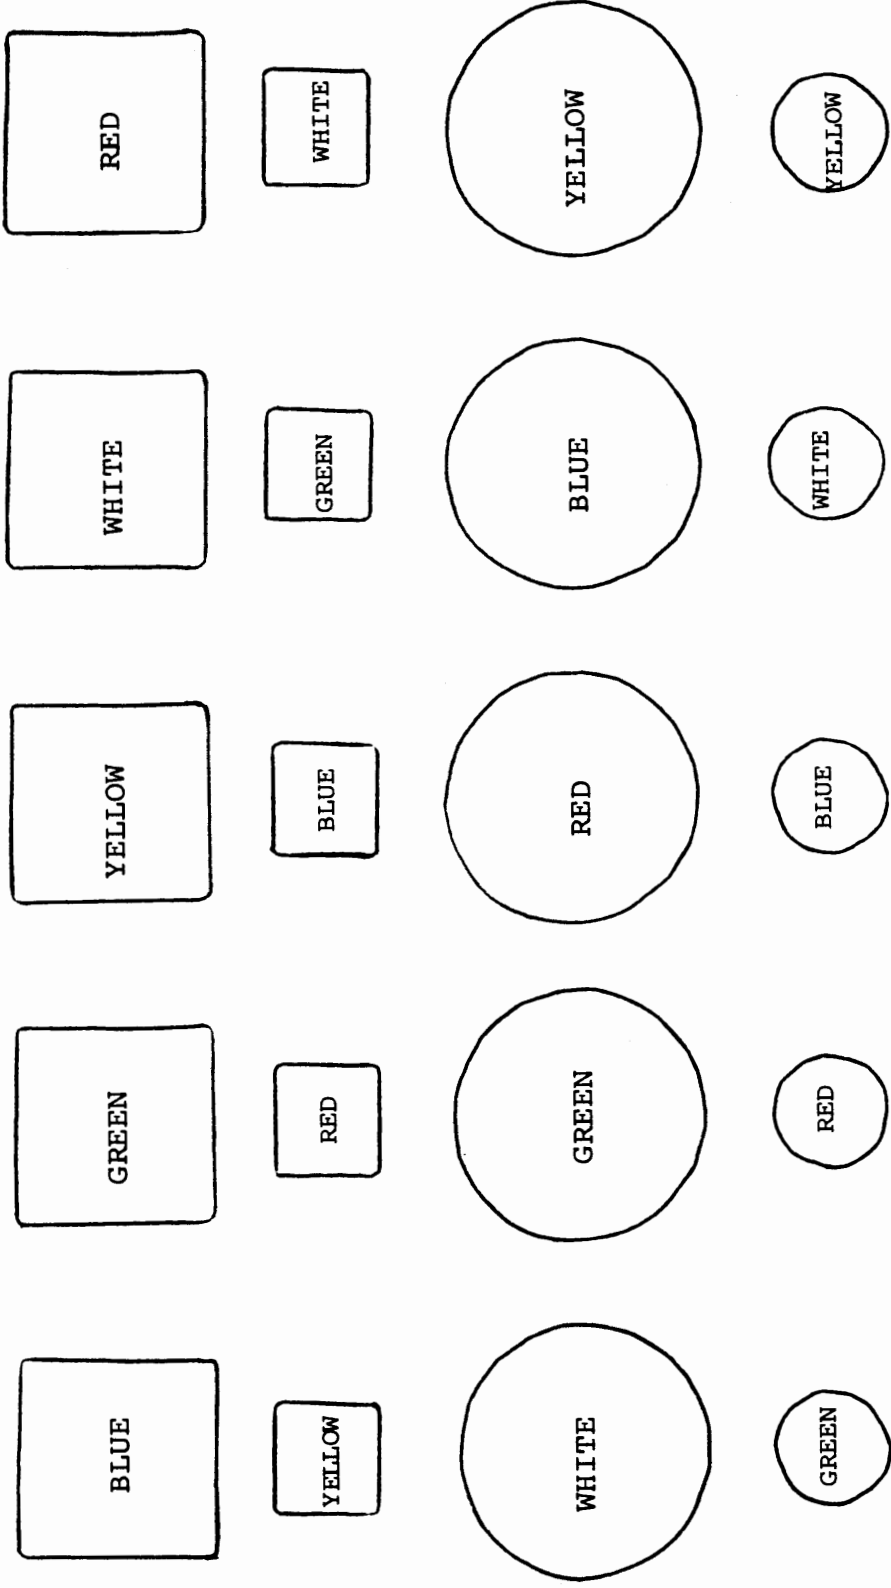 BLUE GREEN YELLOW WHITE RED
YELLOW RED BLUE GREEN WHITE
WHITE GREEN RED BLUE YELLOW
GREEN RED BLUE WHITE YELLOW